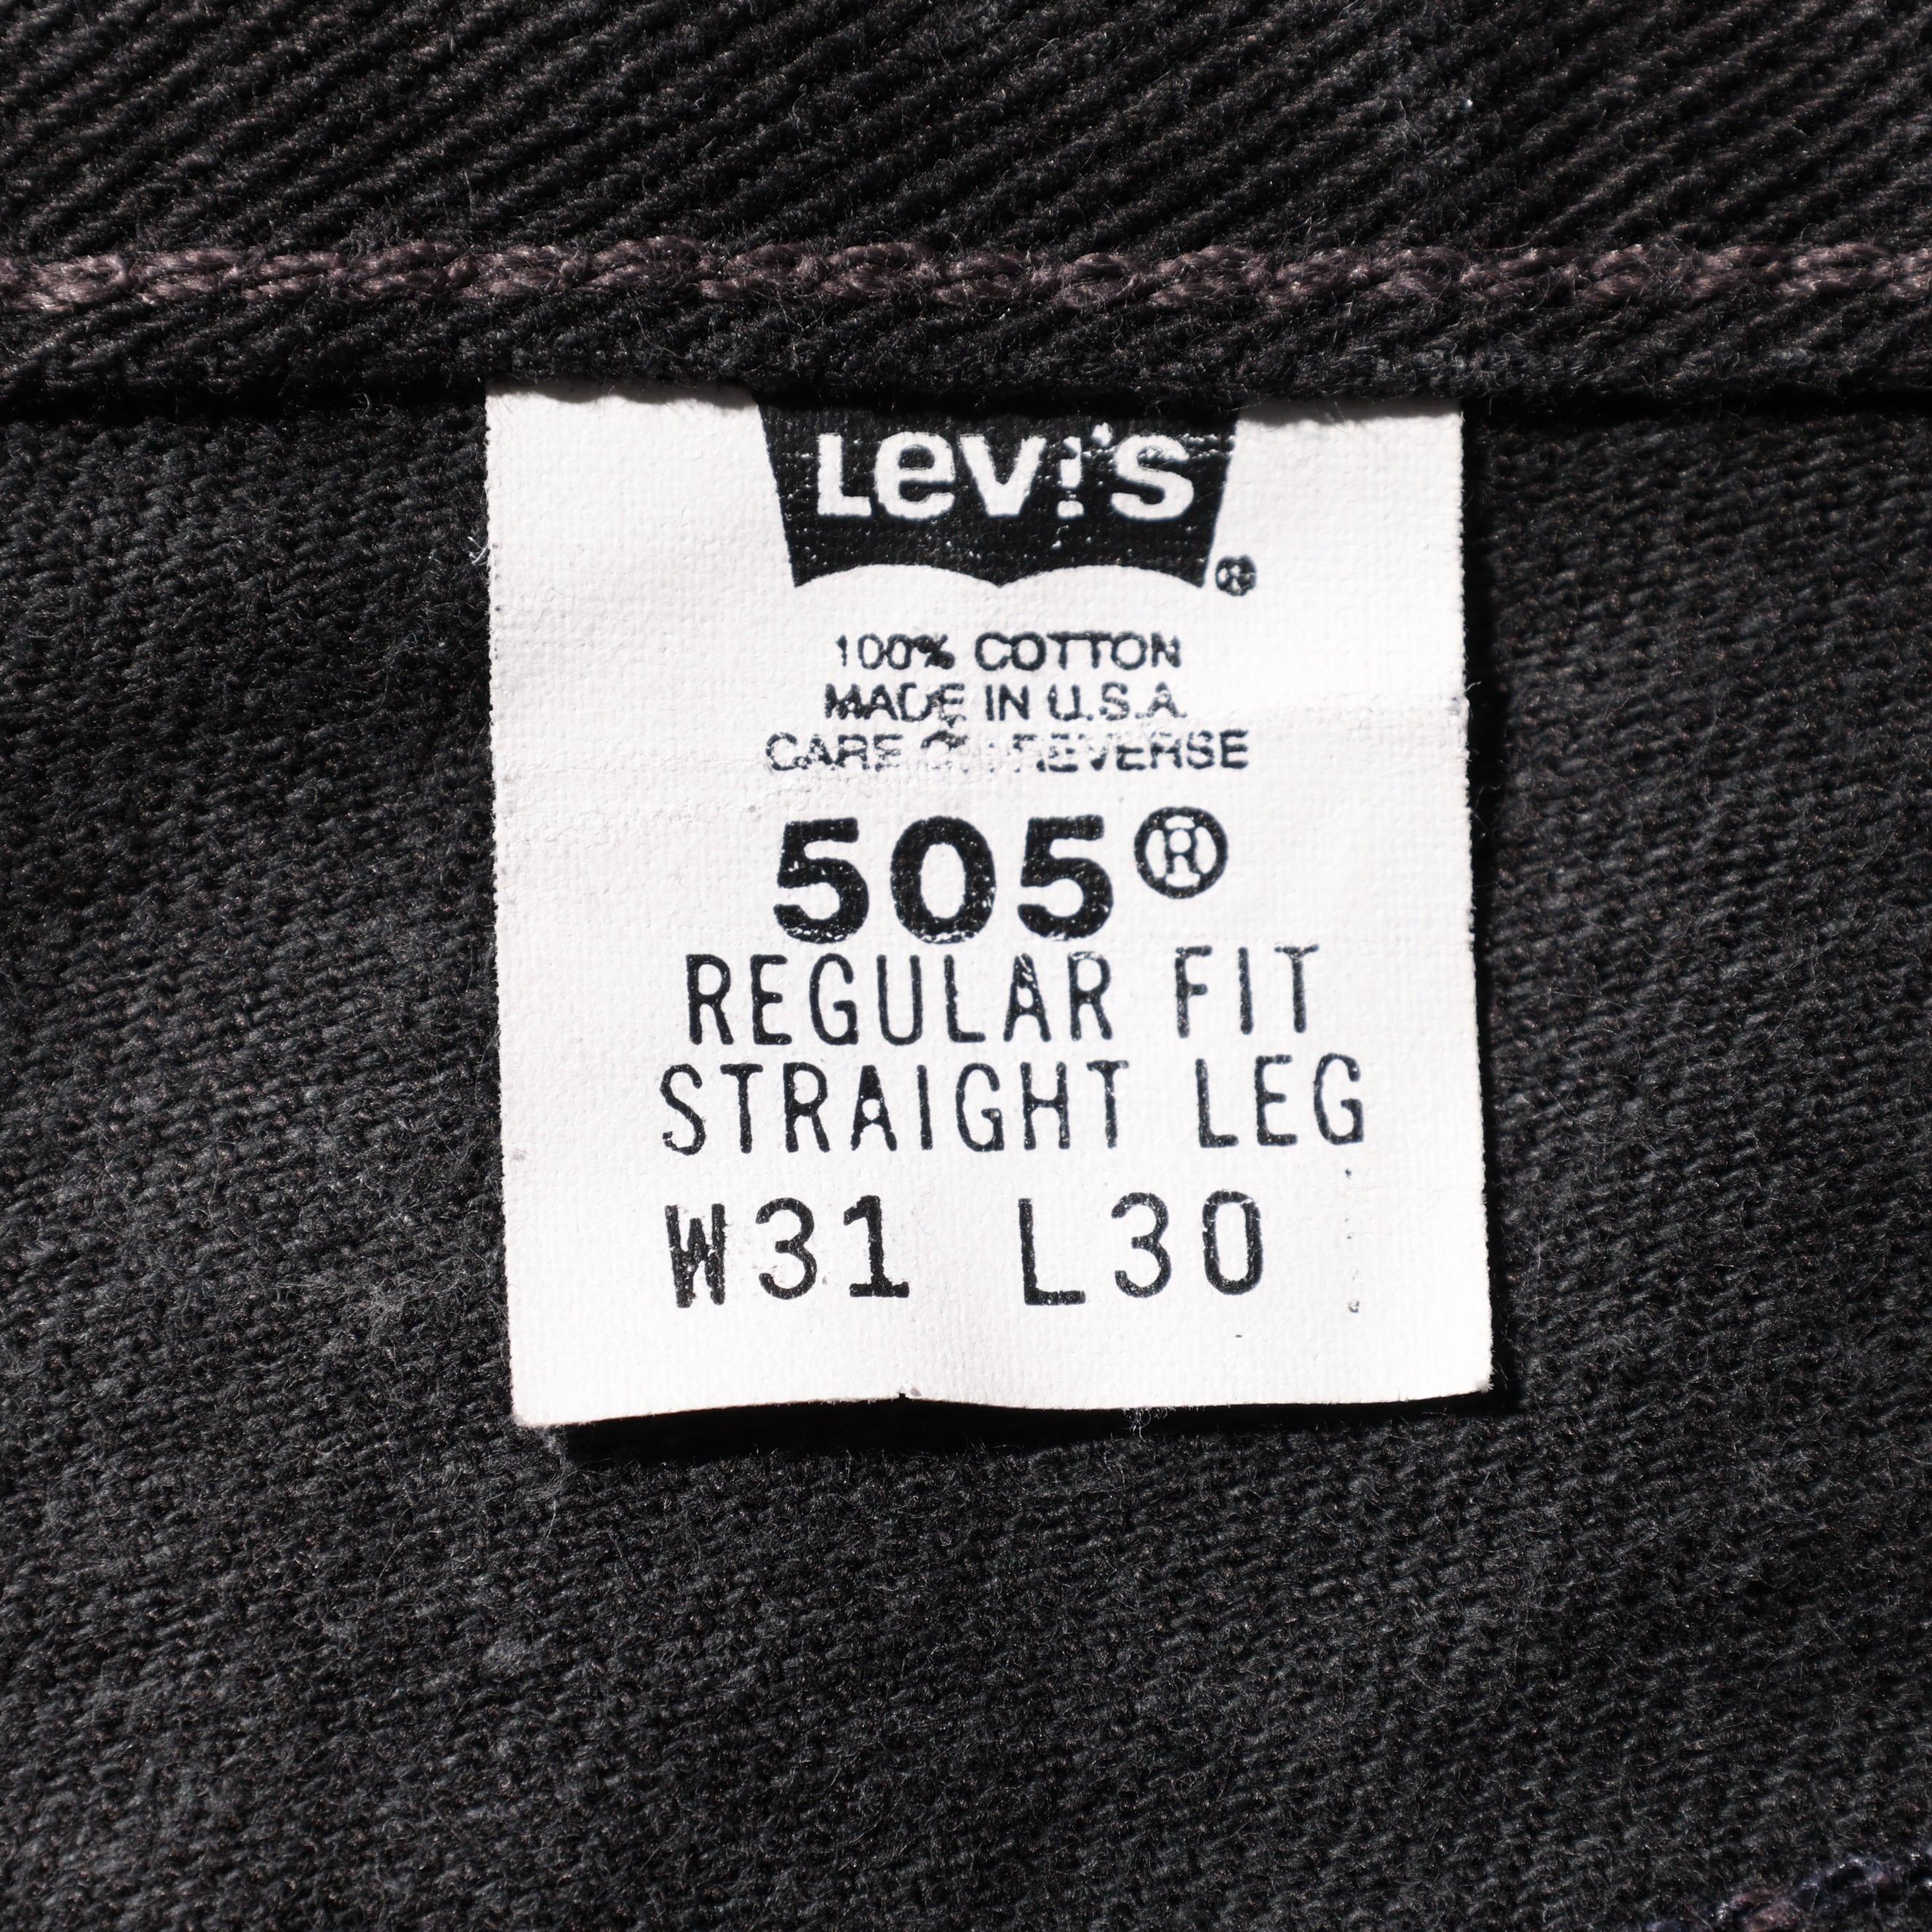 Levi's
®
100% COTTON
MADE IN U.S.A.
CARE ON REVERSE
505®
REGULAR FIT
STRAIGHT LEG
W31 L30